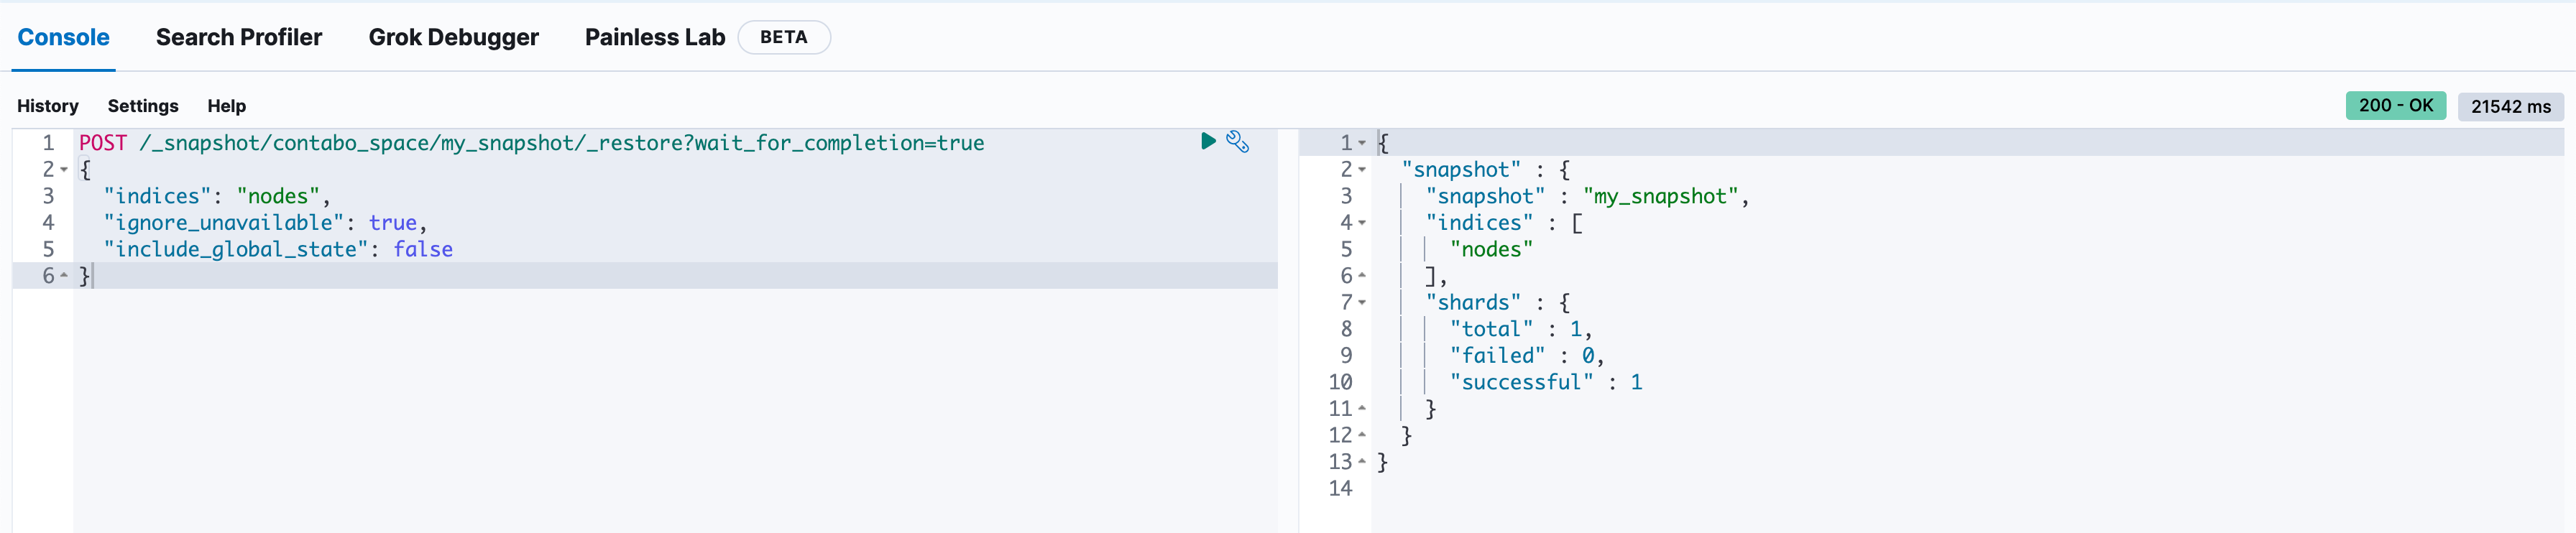 Console Search Profiler Grok Debugger Painless Lab BETA
History Settings Help 200 - OK 21542 ms
1 POST /_snapshot/contabo_space/my_snapshot/_restore?wait_for_completion=true
2 {
3 "indices": "nodes",
4 "ignore_unavailable": true,
5 "include_global_state": false
6 }
1 {
2 "snapshot" : {
3 "snapshot" : "my_snapshot",
4 "indices" : [
5 "nodes"
6 ],
7 "shards" : {
8 "total" : 1,
9 "failed" : 0,
10 "successful" : 1
11 }
12 }
13 }
14